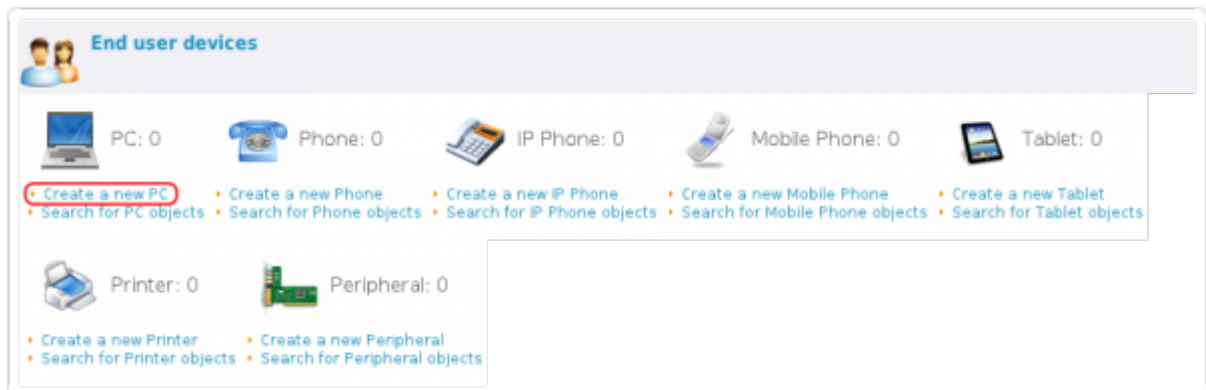 End user devices
PC: 0 Phone: 0 IP Phone: 0 Mobile Phone: 0 Tablet: 0
Create a new PC Create a new Phone Create a new IP Phone Create a new Mobile Phone Create a new Tablet
Search for PC objects Search for Phone objects Search for IP Phone objects Search for Mobile Phone objects Search for Tablet objects
Printer: 0 Peripheral: 0
Create a new Printer Create a new Peripheral
Search for Printer objects Search for Peripheral objects